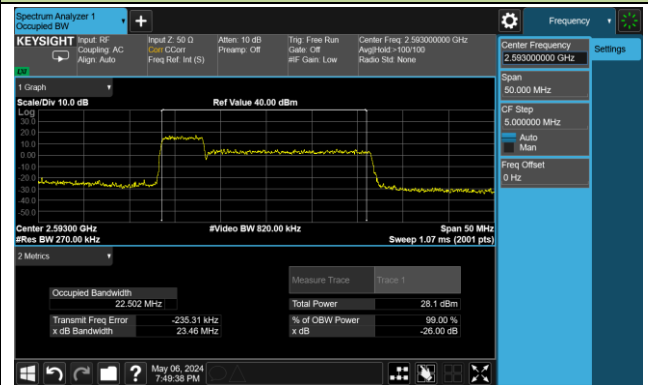 Spectrum Analyzer 1
Occupied BW
Frequency
KEYSIGHT Input: RF Input Z: 50 Ω Atten: 10 dB Trig: Free Run Center Freq: 2.593000000 GHz
Coupling: AC Corr CCorr Preamp: Off Gate: Off Avg|Hold:>100/100
Align: Auto Freq Ref: Int (S) #IF Gain: Low Radio Std: None
Center Frequency
2.593000000 GHz
Settings
Span
50.000 MHz
CF Step
5.000000 MHz
Auto
Man
Freq Offset
0 Hz
1 Graph
Scale/Div 10.0 dB Ref Value 40.00 dBm
Log
30.0
20.0
10.0
0.00
-10.0
-20.0
-30.0
-40.0
-50.0
Center 2.59300 GHz #Video BW 820.00 kHz Span 50 MHz
#Res BW 270.00 kHz Sweep 1.07 ms (2001 pts)
2 Metrics
Measure Trace Trace 1
Occupied Bandwidth
22.502 MHz Total Power 28.1 dBm
Transmit Freq Error -235.31 kHz % of OBW Power 99.00 %
x dB Bandwidth 23.46 MHz x dB -26.00 dB
May 06, 2024
7:49:38 PM